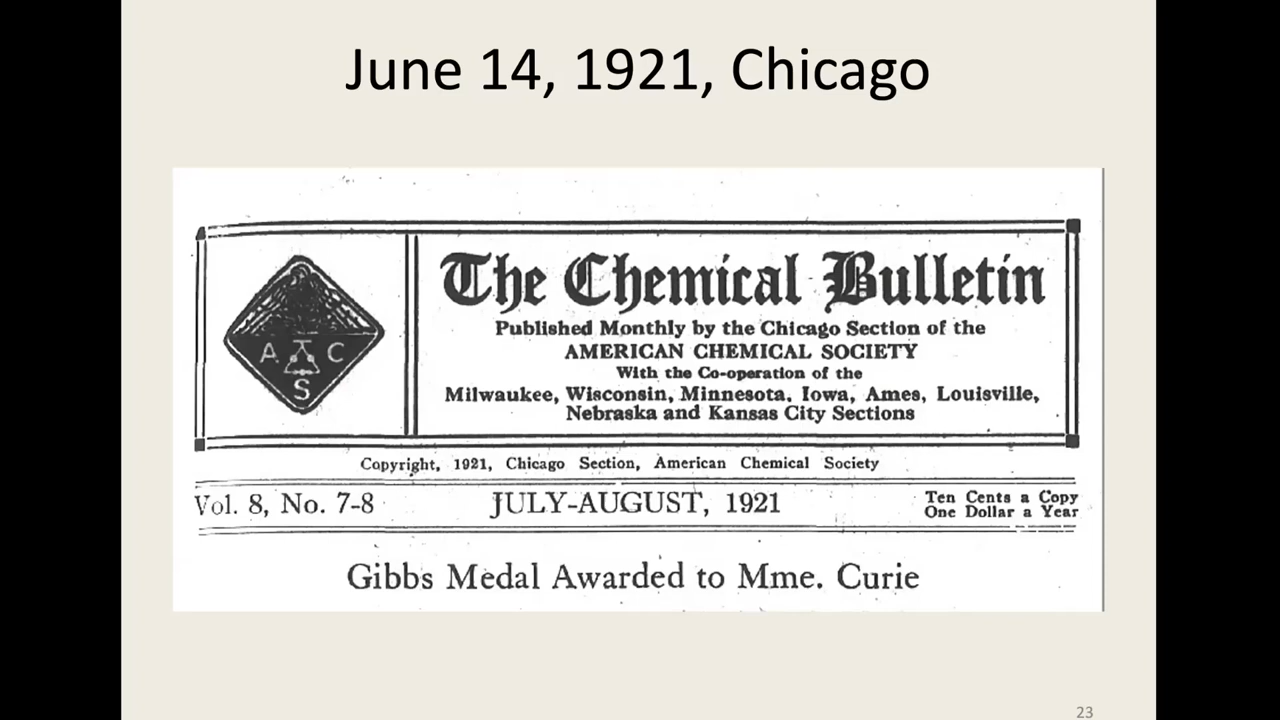 June 14, 1921, Chicago
The Chemical Bulletin
Published Monthly by the Chicago Section of the
AMERICAN CHEMICAL SOCIETY
With the Co-operation of the
Milwaukee, Wisconsin, Minnesota, Iowa, Ames, Louisville,
Nebraska and Kansas City Sections
A C
S
Copyright, 1921, Chicago Section, American Chemical Society
Vol. 8, No. 7-8 JULY-AUGUST, 1921 Ten Cents a Copy
One Dollar a Year
Gibbs Medal Awarded to Mme. Curie
23